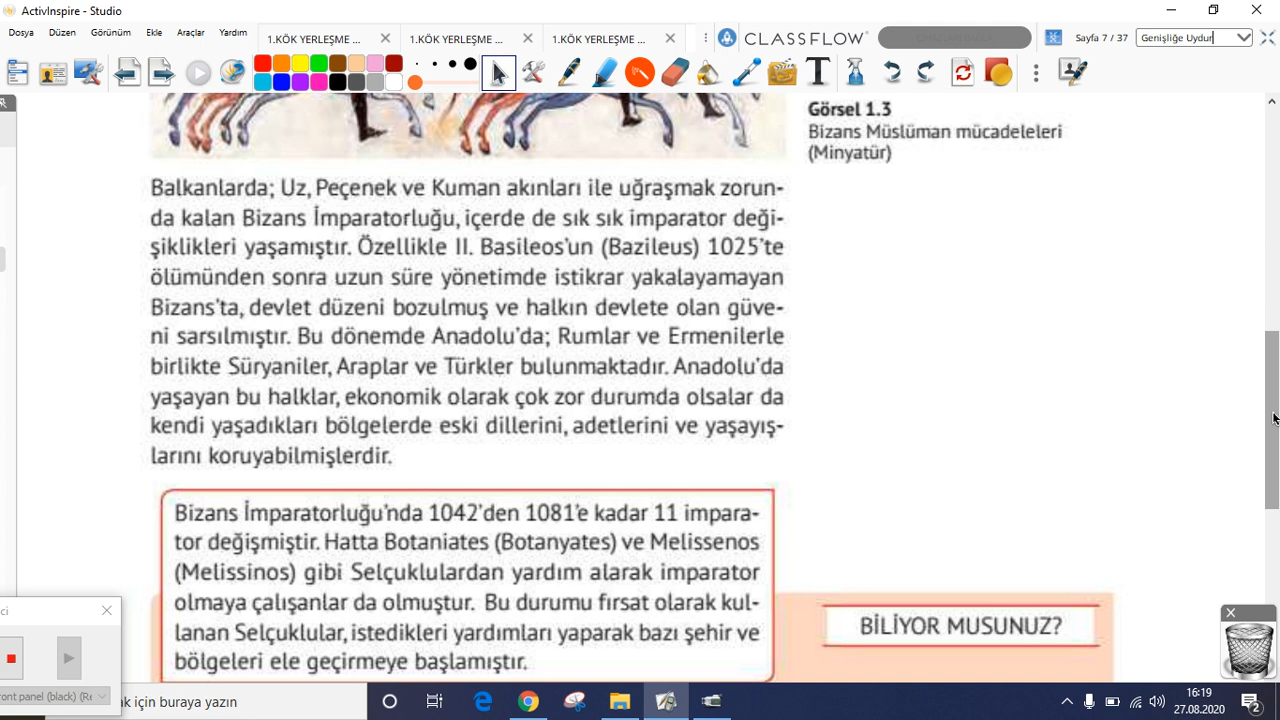 ActivInspire - Studio
Dosya Düzen Görünüm Ekle Araçlar Yardım
1.KÖK YERLEŞME ... 1.KÖK YERLEŞME ... 1.KÖK YERLEŞME ...
CLASSFLOW
Sayfa 7 / 37
Genişliğe Uydur
Görsel 1.3
Bizans Müslüman mücadeleleri
(Minyatür)
Balkanlarda; Uz, Peçenek ve Kuman akınları ile uğraşmak zorun-
da kalan Bizans İmparatorluğu, içerde de sık sık imparator deği-
şiklikleri yaşamıştır. Özellikle II. Basileos'un (Bazileus) 1025'te
ölümünden sonra uzun süre yönetimde istikrar yakalayamayan
Bizans'ta, devlet düzeni bozulmuş ve halkın devlete olan güve-
ni sarsılmıştır. Bu dönemde Anadolu'da; Rumlar ve Ermenilerle
birlikte Süryaniler, Araplar ve Türkler bulunmaktadır. Anadolu'da
yaşayan bu halklar, ekonomik olarak çok zor durumda olsalar da
kendi yaşadıkları bölgelerde eski dillerini, adetlerini ve yaşayış-
larını koruyabilmişlerdir.
Bizans İmparatorluğu'nda 1042'den 1081'e kadar 11 impara-
tor değişmiştir. Hatta Botaniates (Botanyates) ve Melissenos
(Melissinos) gibi Selçuklulardan yardım alarak imparator
olmaya çalışanlar da olmuştur. Bu durumu fırsat olarak kul-
lanan Selçuklular, istedikleri yardımları yaparak bazı şehir ve
bölgeleri ele geçirmeye başlamıştır.
BİLİYOR MUSUNUZ?
ci
ront panel (black) (Re
ak için buraya yazın
16:19
27.08.2020
2